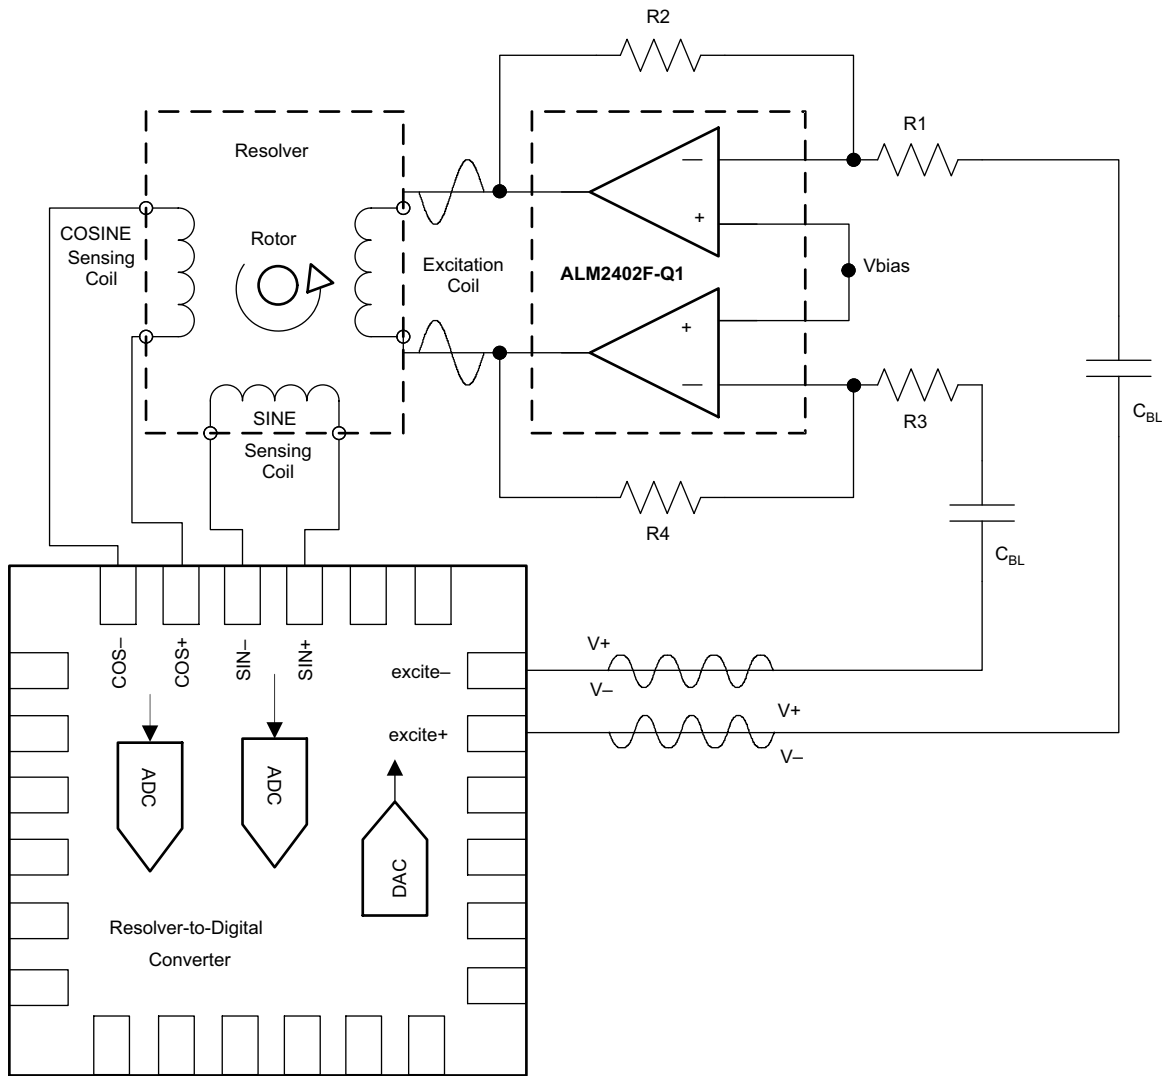 R2
R1
Resolver
COSINE
Sensing
Coil
Rotor
Excitation
Coil
—
+
ALM2402F-Q1
Vbias
+
—
R3
C_BL
SINE
Sensing
Coil
R4
C_BL
COS–
COS+
SIN–
SIN+
excite–
V+
V–
excite+
V+
V–
ADC
ADC
DAC
Resolver-to-Digital
Converter